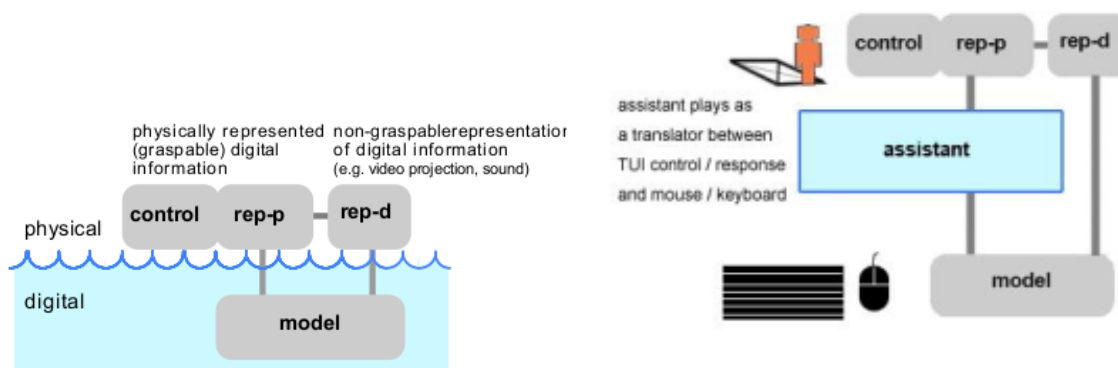 physically represented
(graspable) digital
information
non-graspablerepresentation
of digital information
(e.g. video projection, sound)
control
rep-p
rep-d
physical
digital
model
control
rep-p
rep-d
assistant plays as
a translator between
TUI control / response
and mouse / keyboard
assistant
model